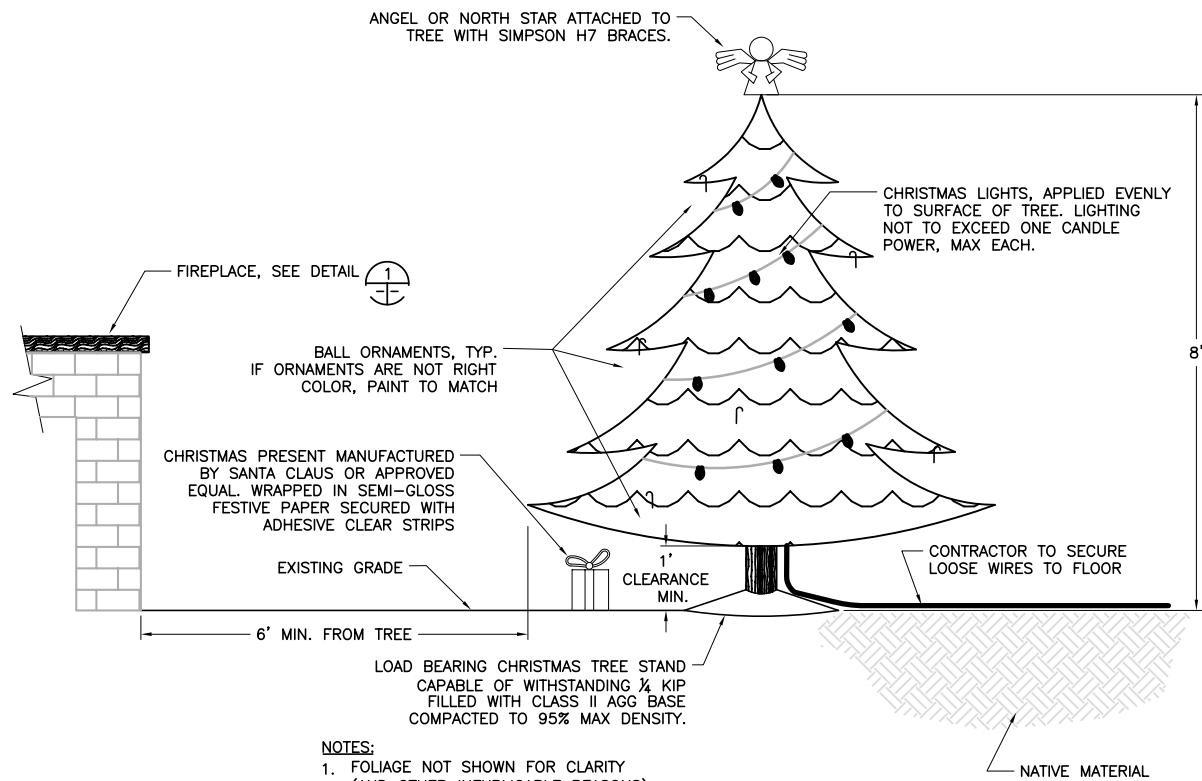 ANGEL OR NORTH STAR ATTACHED TO
TREE WITH SIMPSON H7 BRACES.
CHRISTMAS LIGHTS, APPLIED EVENLY
TO SURFACE OF TREE. LIGHTING
NOT TO EXCEED ONE CANDLE
POWER, MAX EACH.
FIREPLACE, SEE DETAIL
1
--
8'
BALL ORNAMENTS, TYP.
IF ORNAMENTS ARE NOT RIGHT
COLOR, PAINT TO MATCH
CHRISTMAS PRESENT MANUFACTURED
BY SANTA CLAUS OR APPROVED
EQUAL. WRAPPED IN SEMI-GLOSS
FESTIVE PAPER SECURED WITH
ADHESIVE CLEAR STRIPS
EXISTING GRADE
1'
CLEARANCE
MIN.
CONTRACTOR TO SECURE
LOOSE WIRES TO FLOOR
6' MIN. FROM TREE
LOAD BEARING CHRISTMAS TREE STAND
CAPABLE OF WITHSTANDING ¼ KIP
FILLED WITH CLASS II AGG BASE
COMPACTED TO 95% MAX DENSITY.
NOTES:
1. FOLIAGE NOT SHOWN FOR CLARITY
(AND OTHER INEXPLICABLE REASONS)
NATIVE MATERIAL